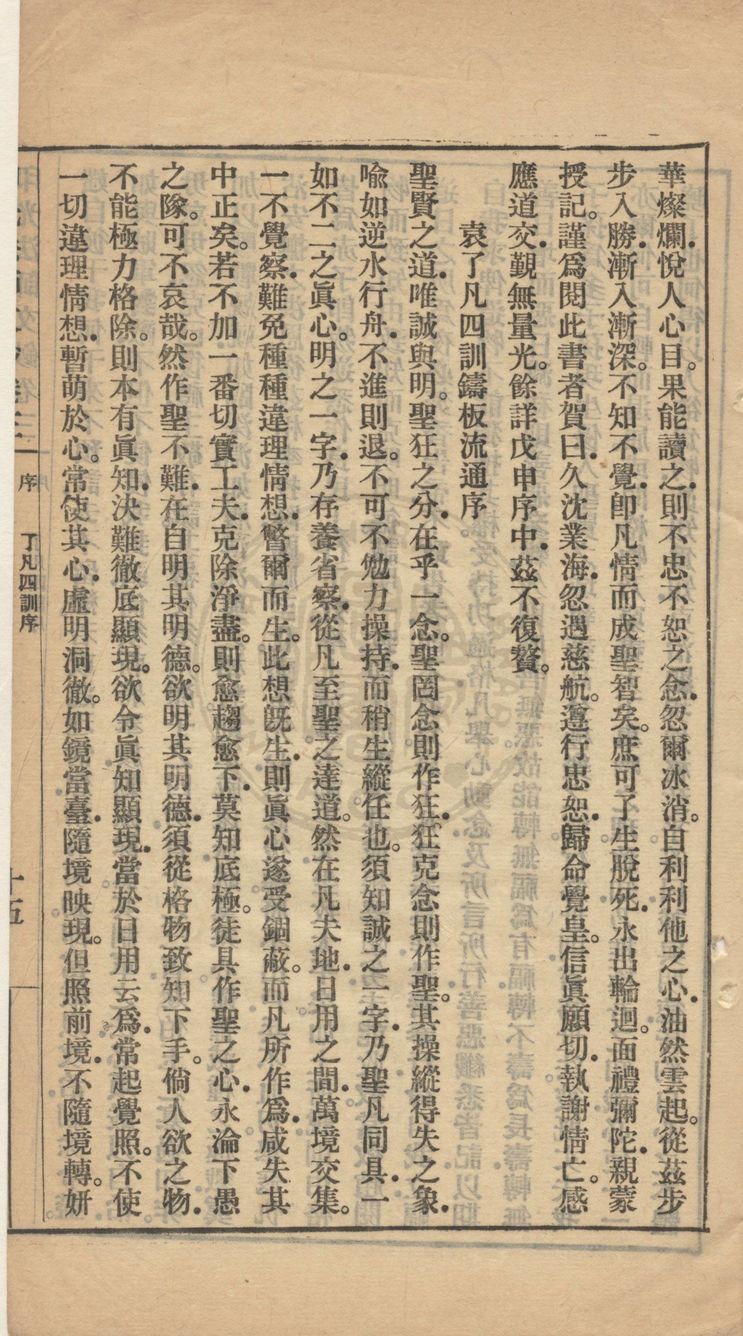 華燦爛.悅人心目。果能讀之.則不忠不恕之念.忽爾冰消。自利利他之心.油然雲起。從茲步
步入勝.漸入漸深。不知不覺.卽凡情而成聖智矣。庶可了生脫死.永出輪迴。面禮彌陀.親蒙
授記。謹爲閱此書者賀曰.久沈業海.忽遇慈航。遵行忠恕.歸命覺皇。信眞願切.執謝情亡。感
應道交.覲無量光。餘詳戊申序中.茲不復贅。
袁了凡四訓鑄板流通序
聖賢之道.唯誠與明。聖狂之分.在乎一念。聖罔念則作狂.狂克念則作聖。其操縱得失之象.
喻如逆水行舟.不進則退。不可不勉力操持.而稍生縱任也。須知誠之一字.乃聖凡同具.一
如不二之眞心。明之一字.乃存養省察.從凡至聖之達道。然在凡夫地.日用之間.萬境交集。
一不覺察.難免種種違理情想.瞥爾而生。此想旣生.則眞心遂受錮蔽。而凡所作爲.咸失其
中正矣。若不加一番切實工夫.克除淨盡。則愈趨愈下.莫知底極。徒具作聖之心.永淪下愚
之隊。可不哀哉。然作聖不難.在自明其明德。欲明其明德.須從格物致知下手。倘人欲之物.
不能極力格除。則本有眞知.決難徹底顯現。欲令眞知顯現.當於日用云爲.常起覺照。不使
一切違理情想.暫萌於心。常使其心.虛明洞徹。如鏡當臺.隨境映現。但照前境.不隨境轉。妍
序　了凡四訓序
十五